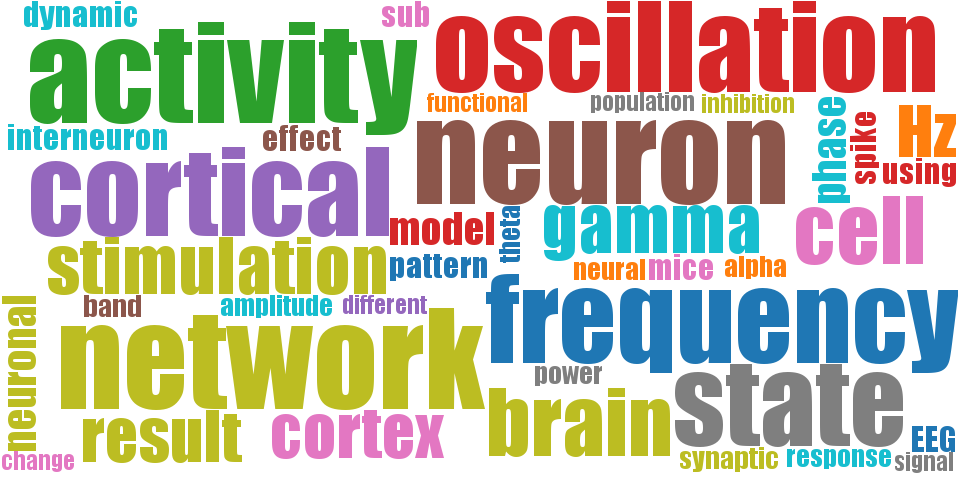 dynamic
sub
activity
oscillation
functional
population
inhibition
interneuron
effect
neuron
phase
spike
Hz
using
cortical
model
theta
gamma
cell
stimulation
pattern
neural
mice
alpha
band
amplitude
different
frequency
neuronal
network
power
state
result
cortex
brain
EEG
change
synaptic
response
signal